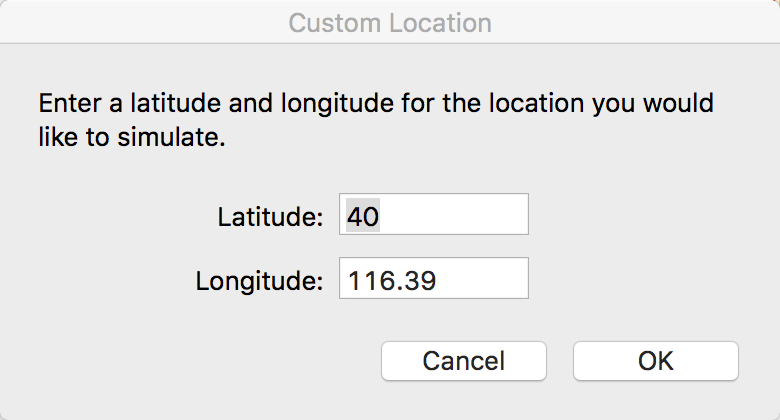 Custom Location
Enter a latitude and longitude for the location you would
like to simulate.
Latitude: 40
Longitude: 116.39
Cancel OK